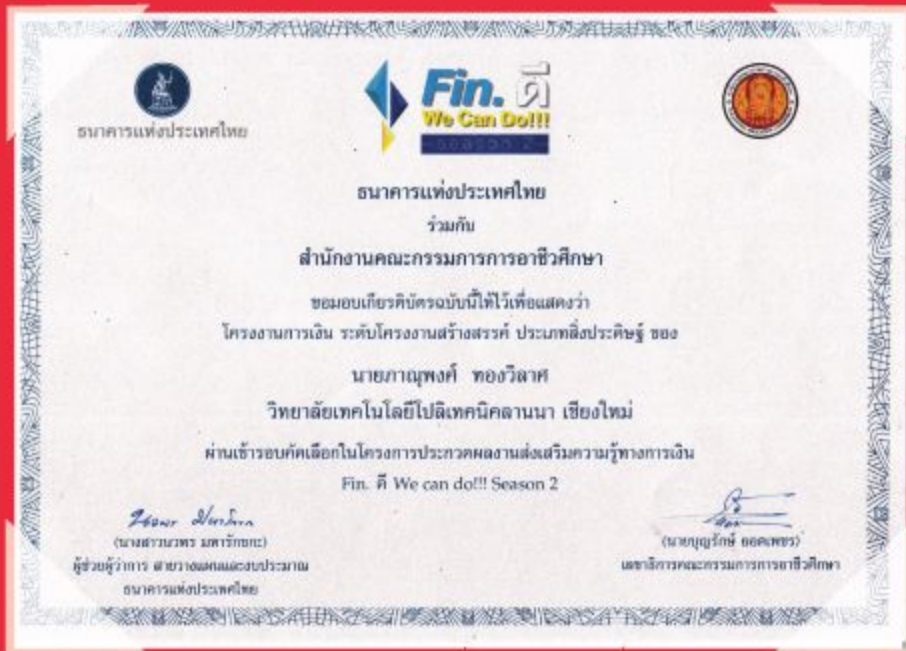 ธนาคารแห่งประเทศไทย
Fin. ดี
We Can Do!!!
season 2
ธนาคารแห่งประเทศไทย
ร่วมกับ
สำนักงานคณะกรรมการการอาชีวศึกษา
ขอมอบเกียรติบัตรฉบับนี้ให้ไว้เพื่อแสดงว่า
โครงงานการเงิน ระดับโครงงานสร้างสรรค์ ประเภทสิ่งประดิษฐ์ ของ
นายภาณุพงศ์ ทองวิลาศ
วิทยาลัยเทคโนโลยีโปลิเทคนิคลานนา เชียงใหม่
ผ่านเข้ารอบคัดเลือกในโครงการประกวดผลงานส่งเสริมความรู้ทางการเงิน
Fin. ดี We can do!!! Season 2
(นางสาวนวพร มหารักขกะ)
ผู้ช่วยผู้ว่าการ สายวางแผนและงบประมาณ
ธนาคารแห่งประเทศไทย
(นายบุญรักษ์ ยอดเพชร)
เลขาธิการคณะกรรมการการอาชีวศึกษา